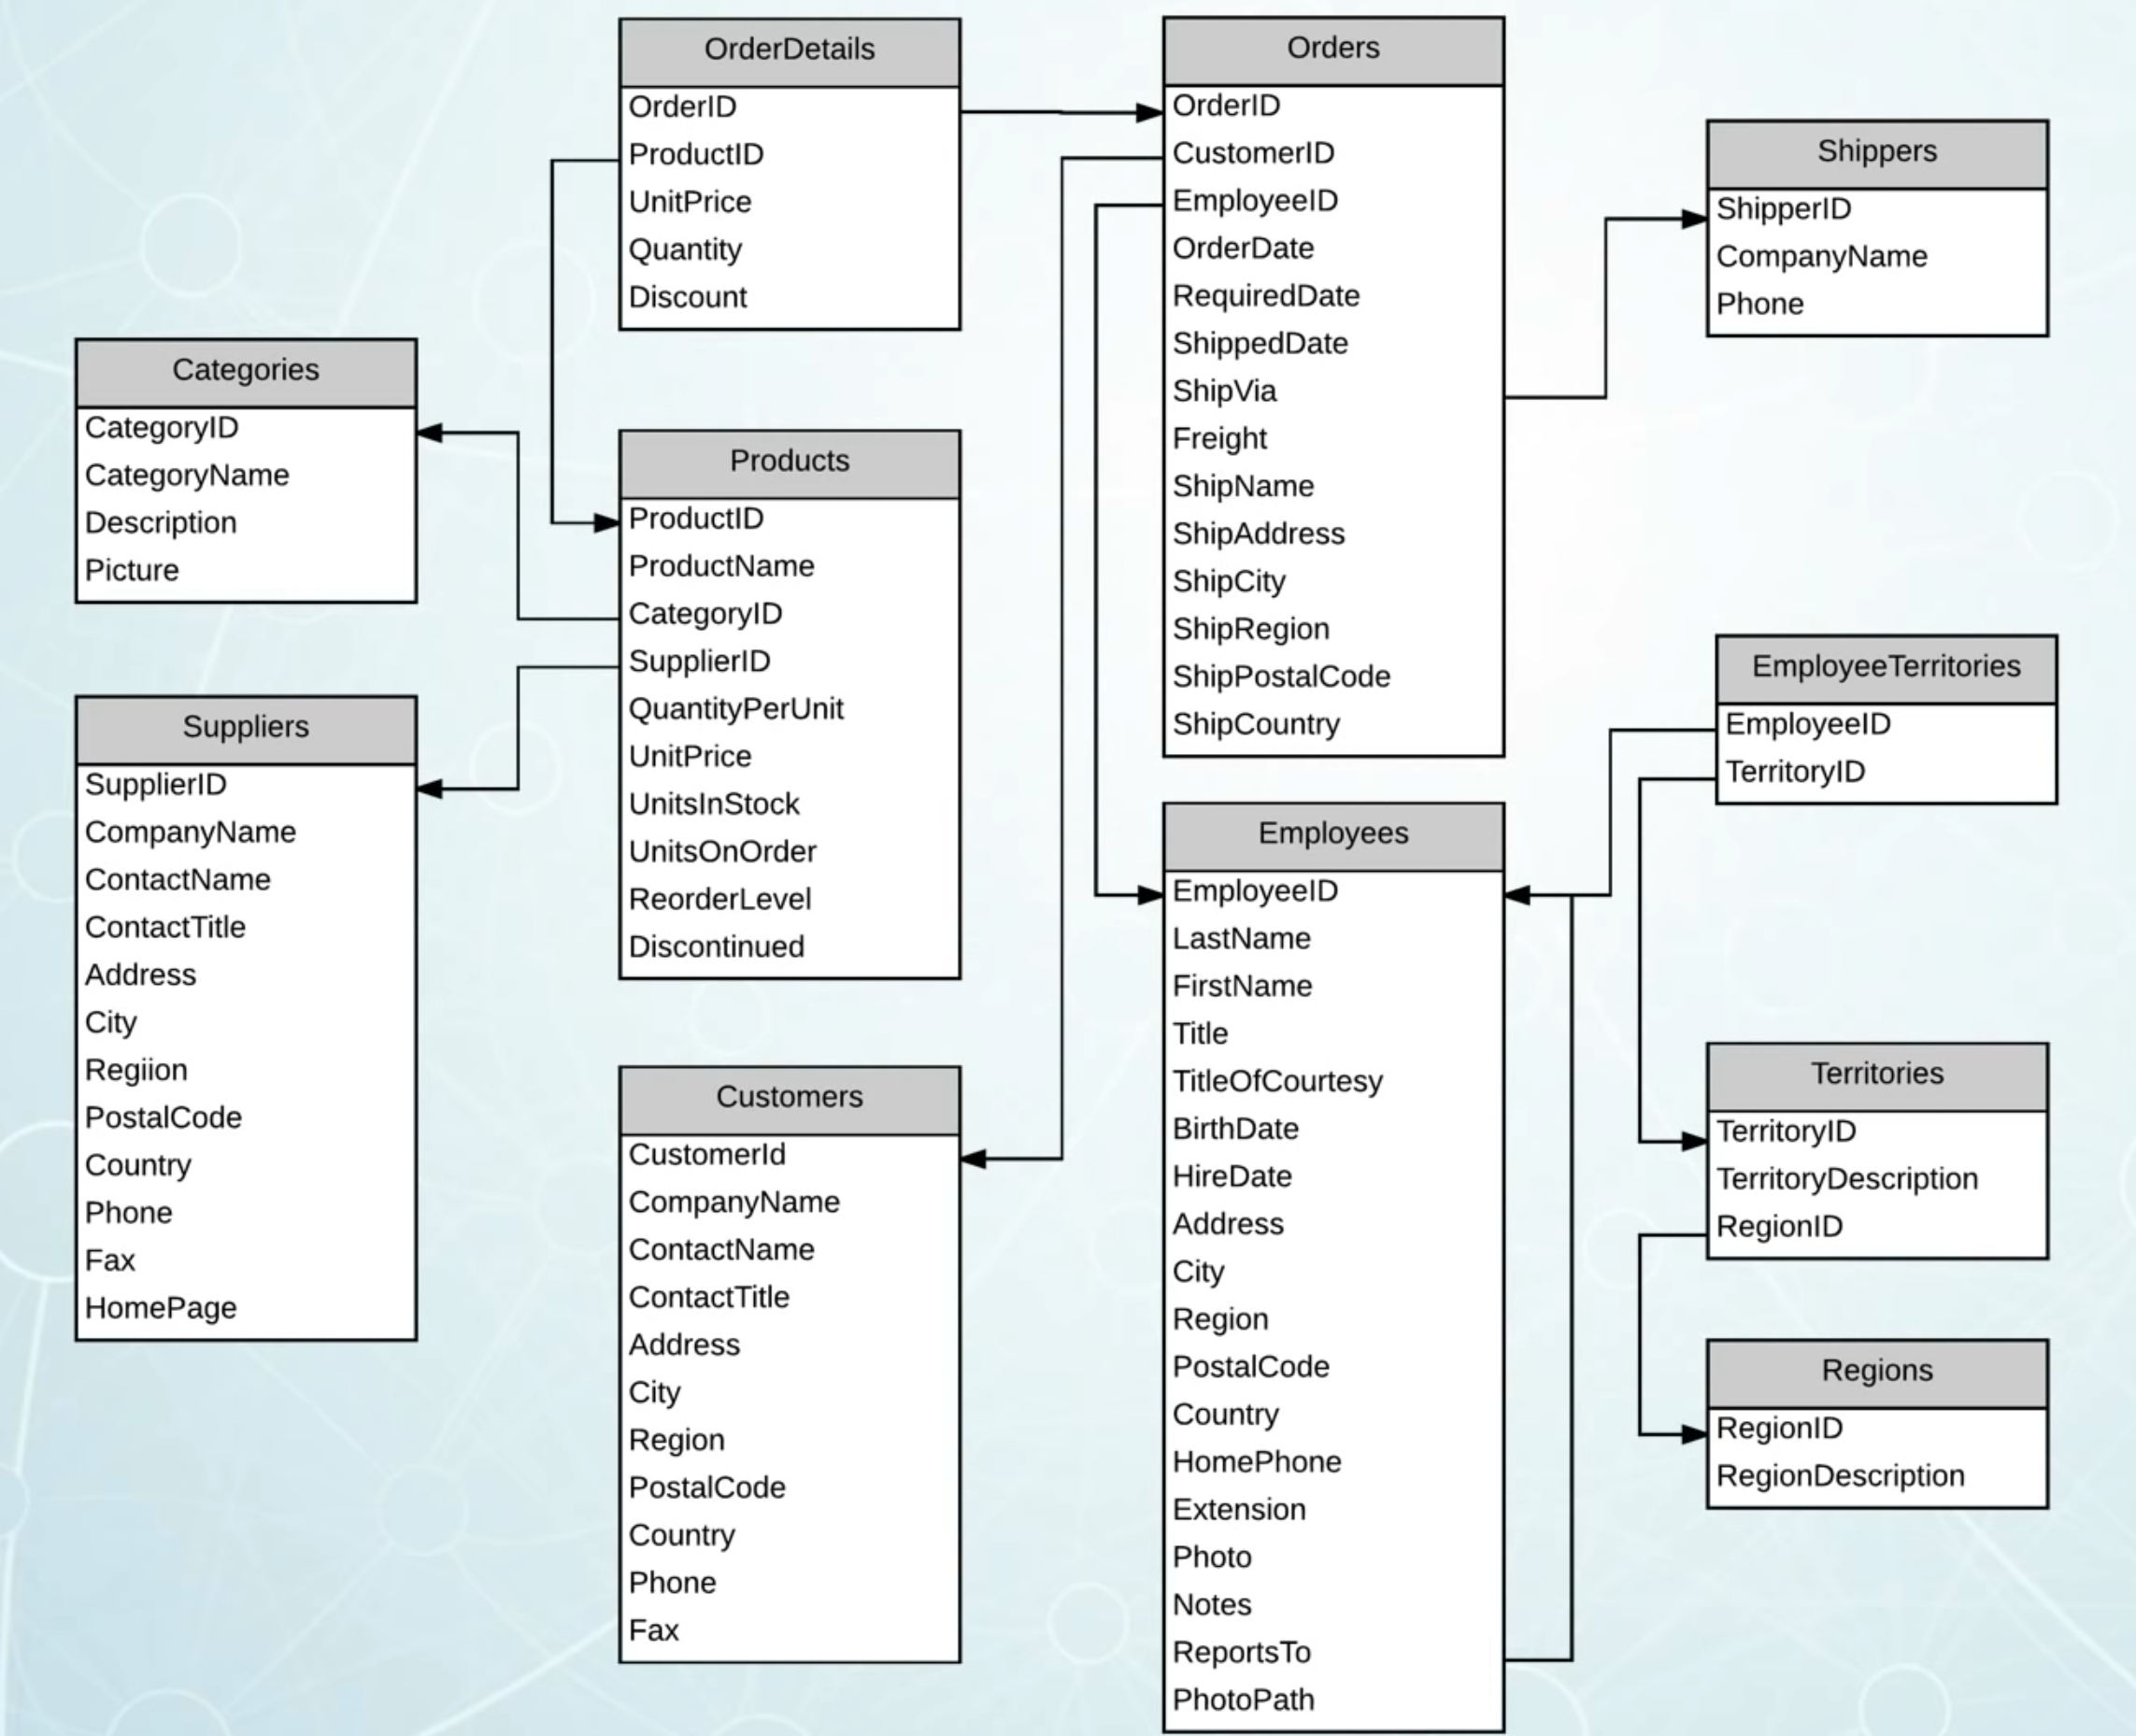 OrderDetails
OrderID
ProductID
UnitPrice
Quantity
Discount
Orders
OrderID
CustomerID
EmployeeID
OrderDate
RequiredDate
ShippedDate
ShipVia
Freight
ShipName
ShipAddress
ShipCity
ShipRegion
ShipPostalCode
ShipCountry
Shippers
ShipperID
CompanyName
Phone
Categories
CategoryID
CategoryName
Description
Picture
Products
ProductID
ProductName
CategoryID
SupplierID
QuantityPerUnit
UnitPrice
UnitsInStock
UnitsOnOrder
ReorderLevel
Discontinued
EmployeeTerritories
EmployeeID
TerritoryID
Suppliers
SupplierID
CompanyName
ContactName
ContactTitle
Address
City
Regiion
PostalCode
Country
Phone
Fax
HomePage
Employees
EmployeeID
LastName
FirstName
Title
TitleOfCourtesy
BirthDate
HireDate
Address
City
Region
PostalCode
Country
HomePhone
Extension
Photo
Notes
ReportsTo
PhotoPath
Territories
TerritoryID
TerritoryDescription
RegionID
Customers
CustomerId
CompanyName
ContactName
ContactTitle
Address
City
Region
PostalCode
Country
Phone
Fax
Regions
RegionID
RegionDescription